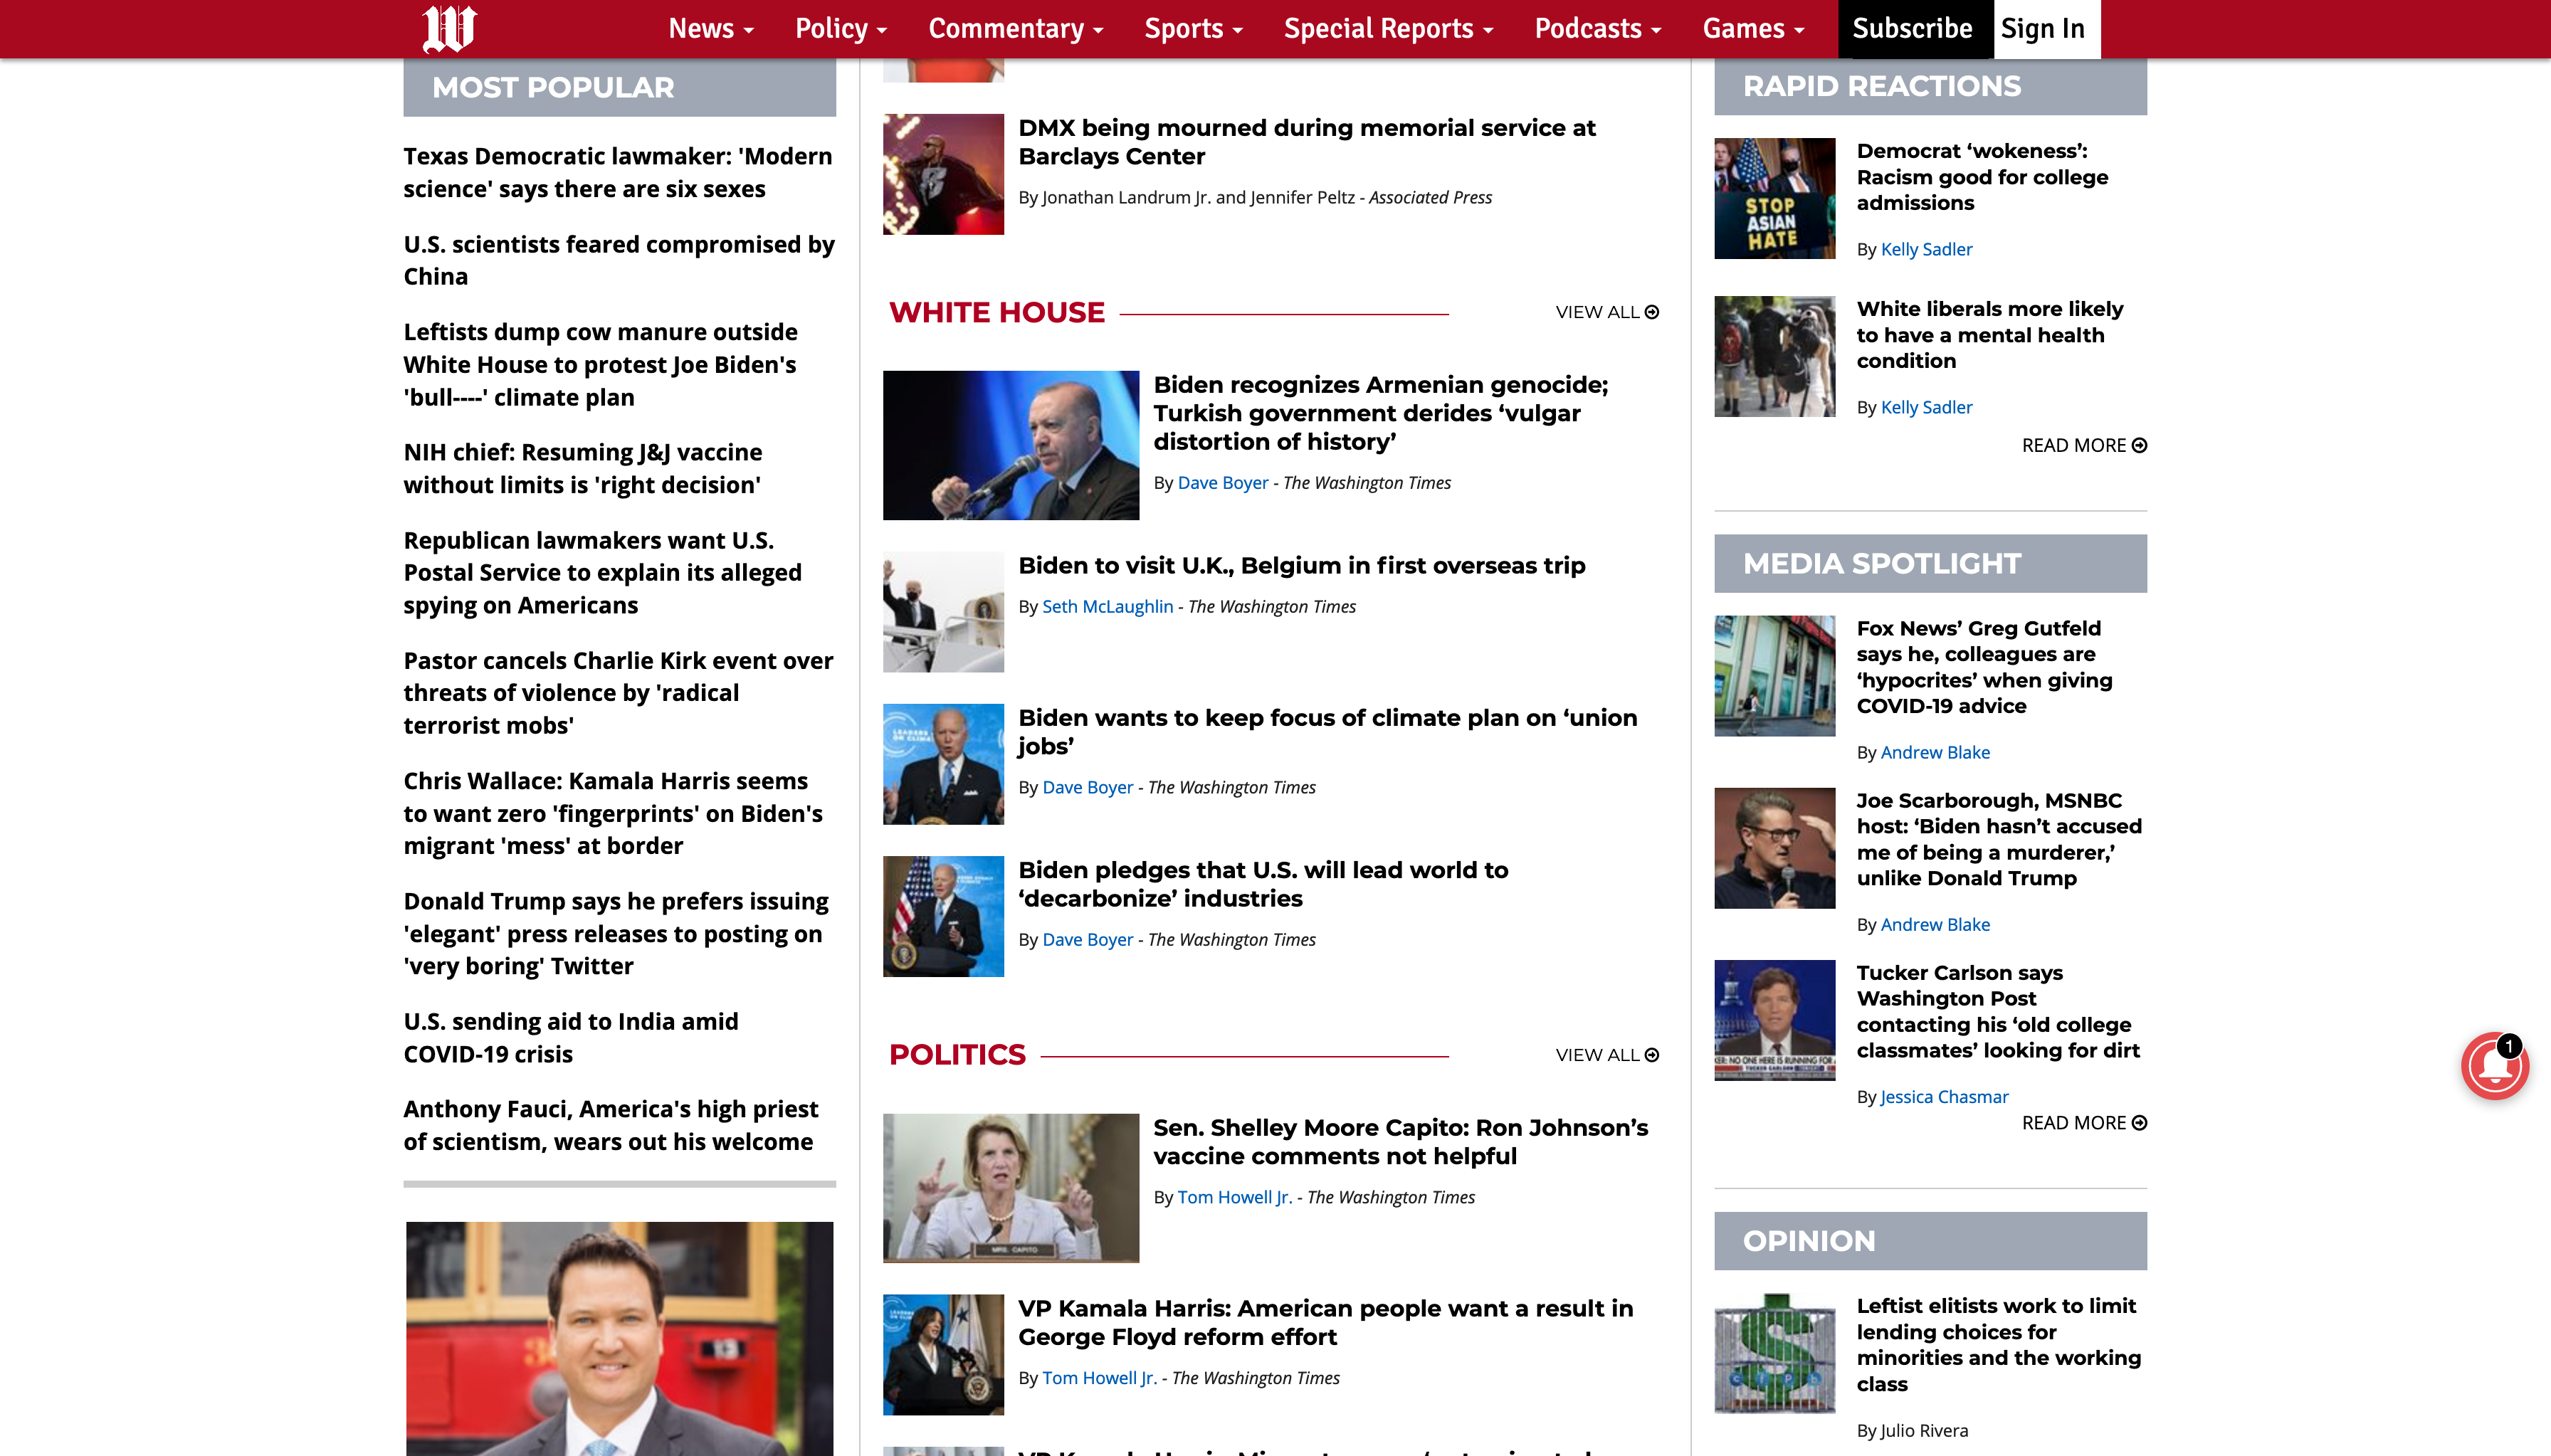 W
News
Policy
Commentary
Sports
Special Reports
Podcasts
Games
Subscribe
Sign In
MOST POPULAR
Texas Democratic lawmaker: 'Modern
science' says there are six sexes
U.S. scientists feared compromised by
China
Leftists dump cow manure outside
White House to protest Joe Biden's
'bull----' climate plan
NIH chief: Resuming J&J vaccine
without limits is 'right decision'
Republican lawmakers want U.S.
Postal Service to explain its alleged
spying on Americans
Pastor cancels Charlie Kirk event over
threats of violence by 'radical
terrorist mobs'
Chris Wallace: Kamala Harris seems
to want zero 'fingerprints' on Biden's
migrant 'mess' at border
Donald Trump says he prefers issuing
'elegant' press releases to posting on
'very boring' Twitter
U.S. sending aid to India amid
COVID-19 crisis
Anthony Fauci, America's high priest
of scientism, wears out his welcome
DMX being mourned during memorial service at
Barclays Center
By Jonathan Landrum Jr. and Jennifer Peltz - Associated Press
WHITE HOUSE
VIEW ALL
Biden recognizes Armenian genocide;
Turkish government derides ‘vulgar
distortion of history’
By Dave Boyer - The Washington Times
Biden to visit U.K., Belgium in first overseas trip
By Seth McLaughlin - The Washington Times
Biden wants to keep focus of climate plan on ‘union
jobs’
By Dave Boyer - The Washington Times
Biden pledges that U.S. will lead world to
‘decarbonize’ industries
By Dave Boyer - The Washington Times
POLITICS
VIEW ALL
MRS. CAPITO
Sen. Shelley Moore Capito: Ron Johnson’s
vaccine comments not helpful
By Tom Howell Jr. - The Washington Times
VP Kamala Harris: American people want a result in
George Floyd reform effort
By Tom Howell Jr. - The Washington Times
RAPID REACTIONS
STOP
ASIAN
HATE
Democrat ‘wokeness’:
Racism good for college
admissions
By Kelly Sadler
White liberals more likely
to have a mental health
condition
By Kelly Sadler
READ MORE
MEDIA SPOTLIGHT
Fox News’ Greg Gutfeld
says he, colleagues are
‘hypocrites’ when giving
COVID-19 advice
By Andrew Blake
Joe Scarborough, MSNBC
host: ‘Biden hasn’t accused
me of being a murderer,’
unlike Donald Trump
By Andrew Blake
NO ONE HERE IS RUNNING FOR
TUCKER CARLSON
Tucker Carlson says
Washington Post
contacting his ‘old college
classmates’ looking for dirt
By Jessica Chasmar
READ MORE
OPINION
c f p b
Leftist elitists work to limit
lending choices for
minorities and the working
class
By Julio Rivera
1